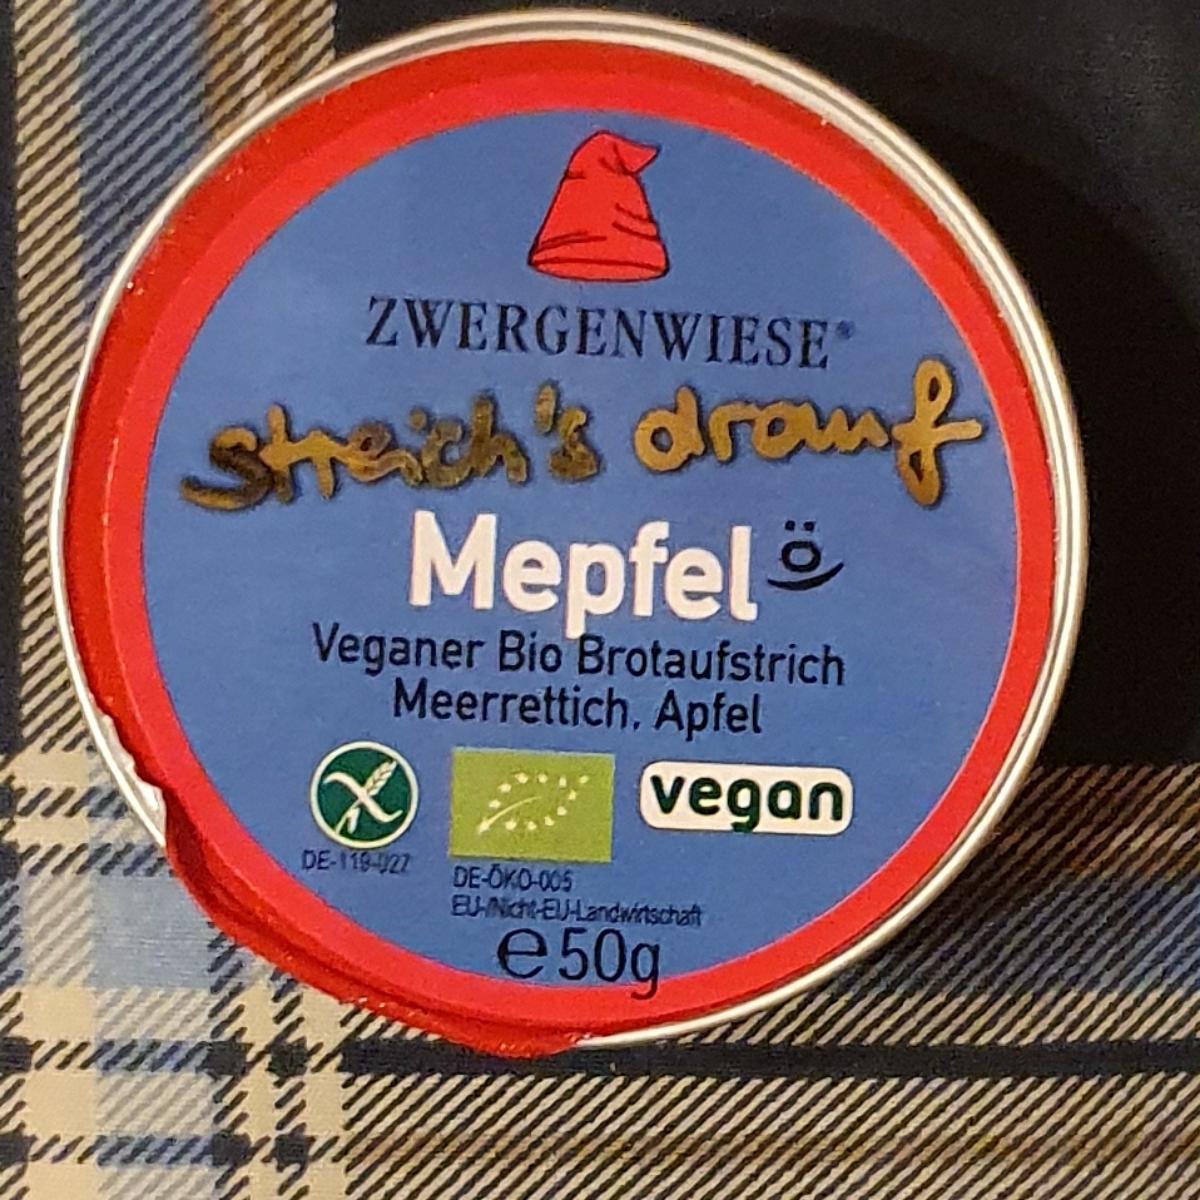 ZWERGENWIESE®
streich's drauf
Mepfel ö
Veganer Bio Brotaufstrich
Meerrettich, Apfel
vegan
DE-119-027
DE-ÖKO-005
EU-/Nicht-EU-Landwirtschaft
e 50g